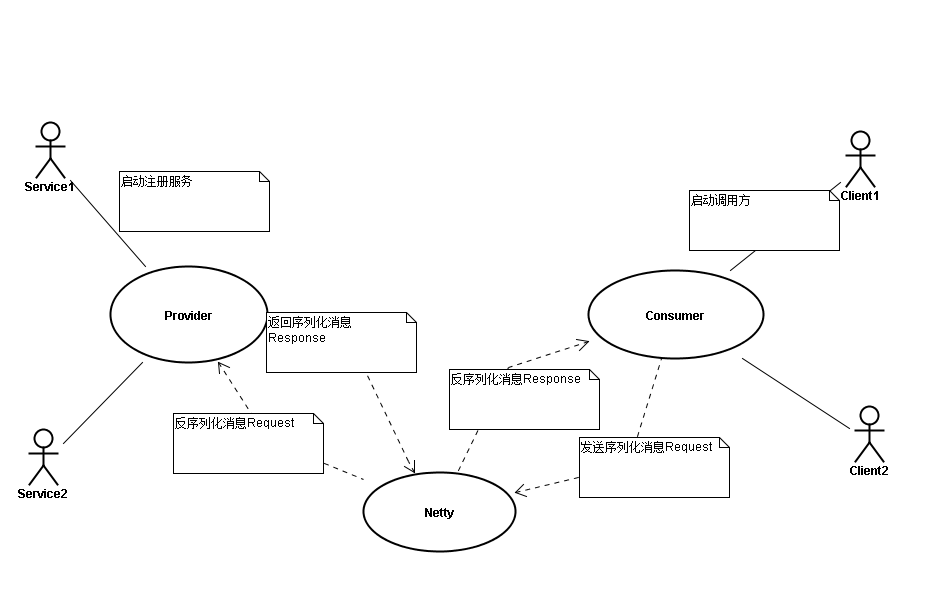 Service1
启动注册服务
Client1
启动调用方
Provider
返回序列化消息
Response
Consumer
反序列化消息Response
反序列化消息Request
发送序列化消息Request
Service2
Client2
Netty